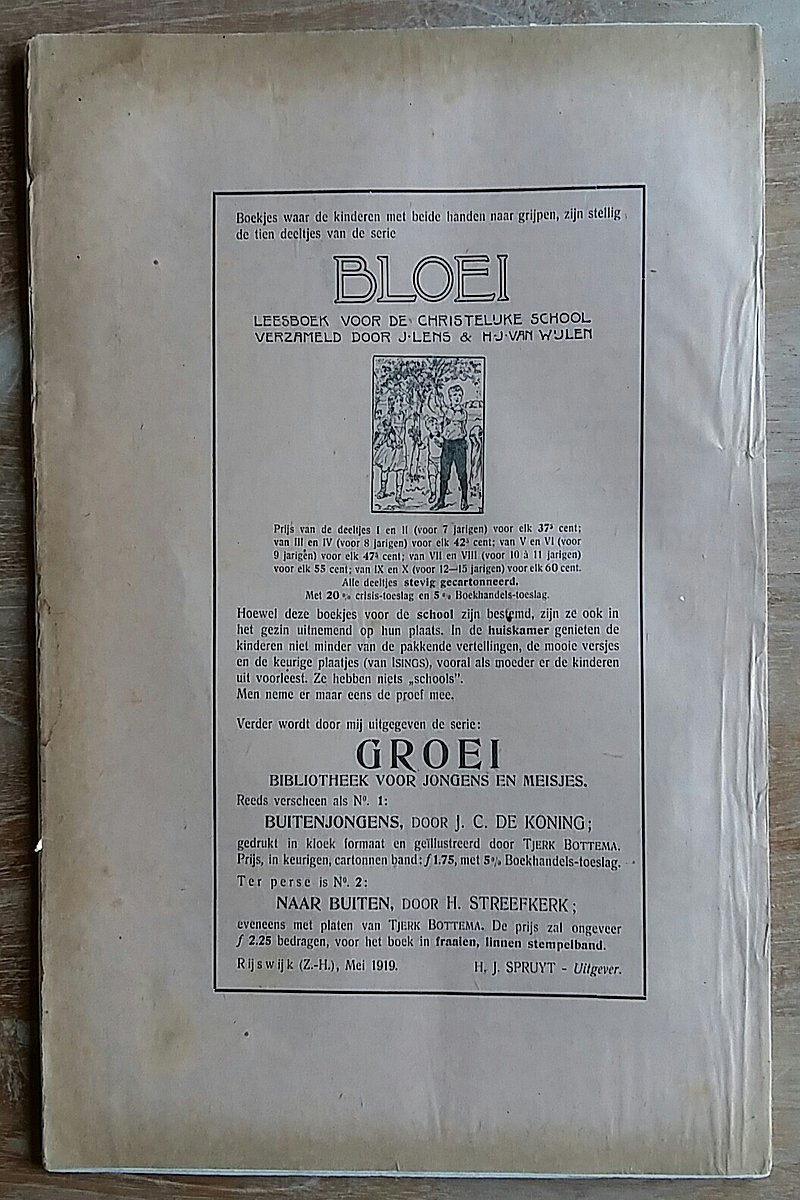 Boekjes waar de kinderen met beide handen naar grijpen, zijn stellig
de tien deeltjes van de serie
BLOEI
LEESBOEK VOOR DE CHRISTELIJKE SCHOOL
VERZAMELD DOOR J·LENS & H·J·VAN WIJLEN
Prijs van de deeltjes I en II (voor 7 jarigen) voor elk 37⁵ cent;
van III en IV (voor 8 jarigen) voor elk 42⁵ cent; van V en VI (voor
9 jarigen) voor elk 47⁵ cent; van VII en VIII (voor 10 à 11 jarigen)
voor elk 55 cent; van IX en X (voor 12—15 jarigen) voor elk 60 cent.
Alle deeltjes stevig gecartonneerd.
Met 20 % crisis-toeslag en 5 % Boekhandels-toeslag.
Hoewel deze boekjes voor de school zijn bestemd, zijn ze ook in
het gezin uitnemend op hun plaats. In de huiskamer genieten de
kinderen niet minder van de pakkende vertellingen, de mooie versjes
en de keurige plaatjes (van ISINGS), vooral als moeder er de kinderen
uit voorleest. Ze hebben niets „schools”.
Men neme er maar eens de proef mee.
Verder wordt door mij uitgegeven de serie:
GROEI
BIBLIOTHEEK VOOR JONGENS EN MEISJES.
Reeds verscheen als Nº. 1:
BUITENJONGENS, DOOR J. C. DE KONING;
gedrukt in kloek formaat en geïllustreerd door TJERK BOTTEMA.
Prijs, in keurigen, cartonnen band: f 1.75, met 5% Boekhandels-toeslag.
Ter perse is Nº. 2:
NAAR BUITEN, DOOR H. STREEFKERK;
eveneens met platen van TJERK BOTTEMA. De prijs zal ongeveer
f 2.25 bedragen, voor het boek in fraaien, linnen stempelband.
Rijswijk (Z.-H.), Mei 1919. H. J. SPRUYT - Uitgever.